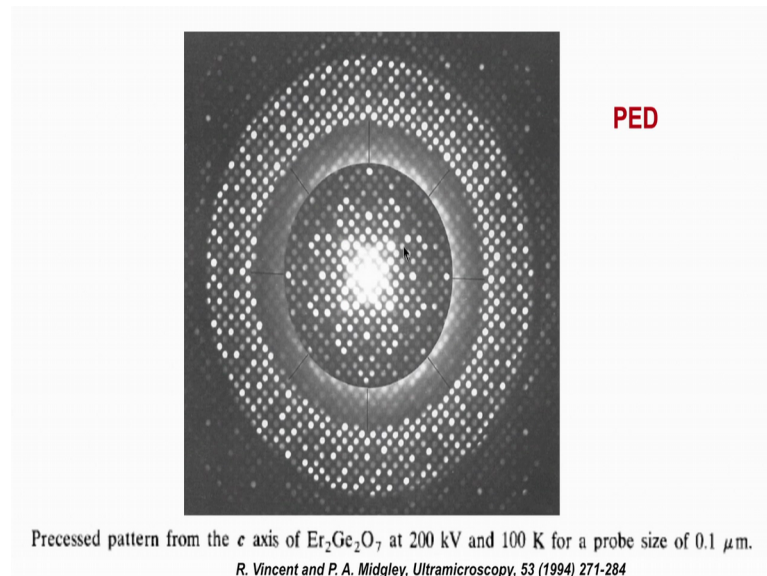 PED
Precessed pattern from the c axis of Er₂Ge₂O₇ at 200 kV and 100 K for a probe size of 0.1 μm.
R. Vincent and P. A. Midgley, Ultramicroscopy, 53 (1994) 271-284